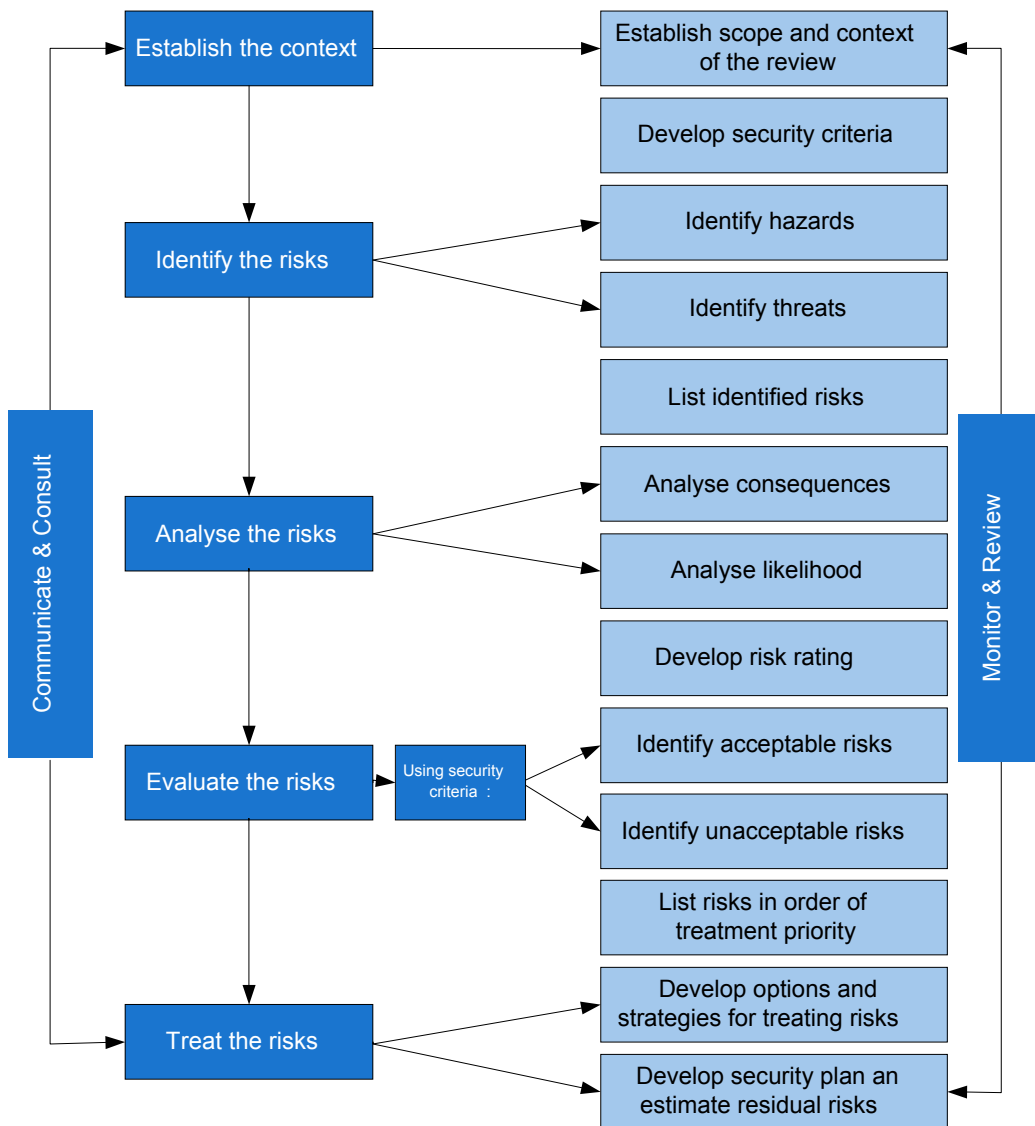 Establish the context
Establish scope and context
of the review
Develop security criteria
Identify the risks
Identify hazards
Identify threats
List identified risks
Communicate & Consult
Monitor & Review
Analyse the risks
Analyse consequences
Analyse likelihood
Develop risk rating
Evaluate the risks
Using security
criteria :
Identify acceptable risks
Identify unacceptable risks
List risks in order of
treatment priority
Treat the risks
Develop options and
strategies for treating risks
Develop security plan an
estimate residual risks